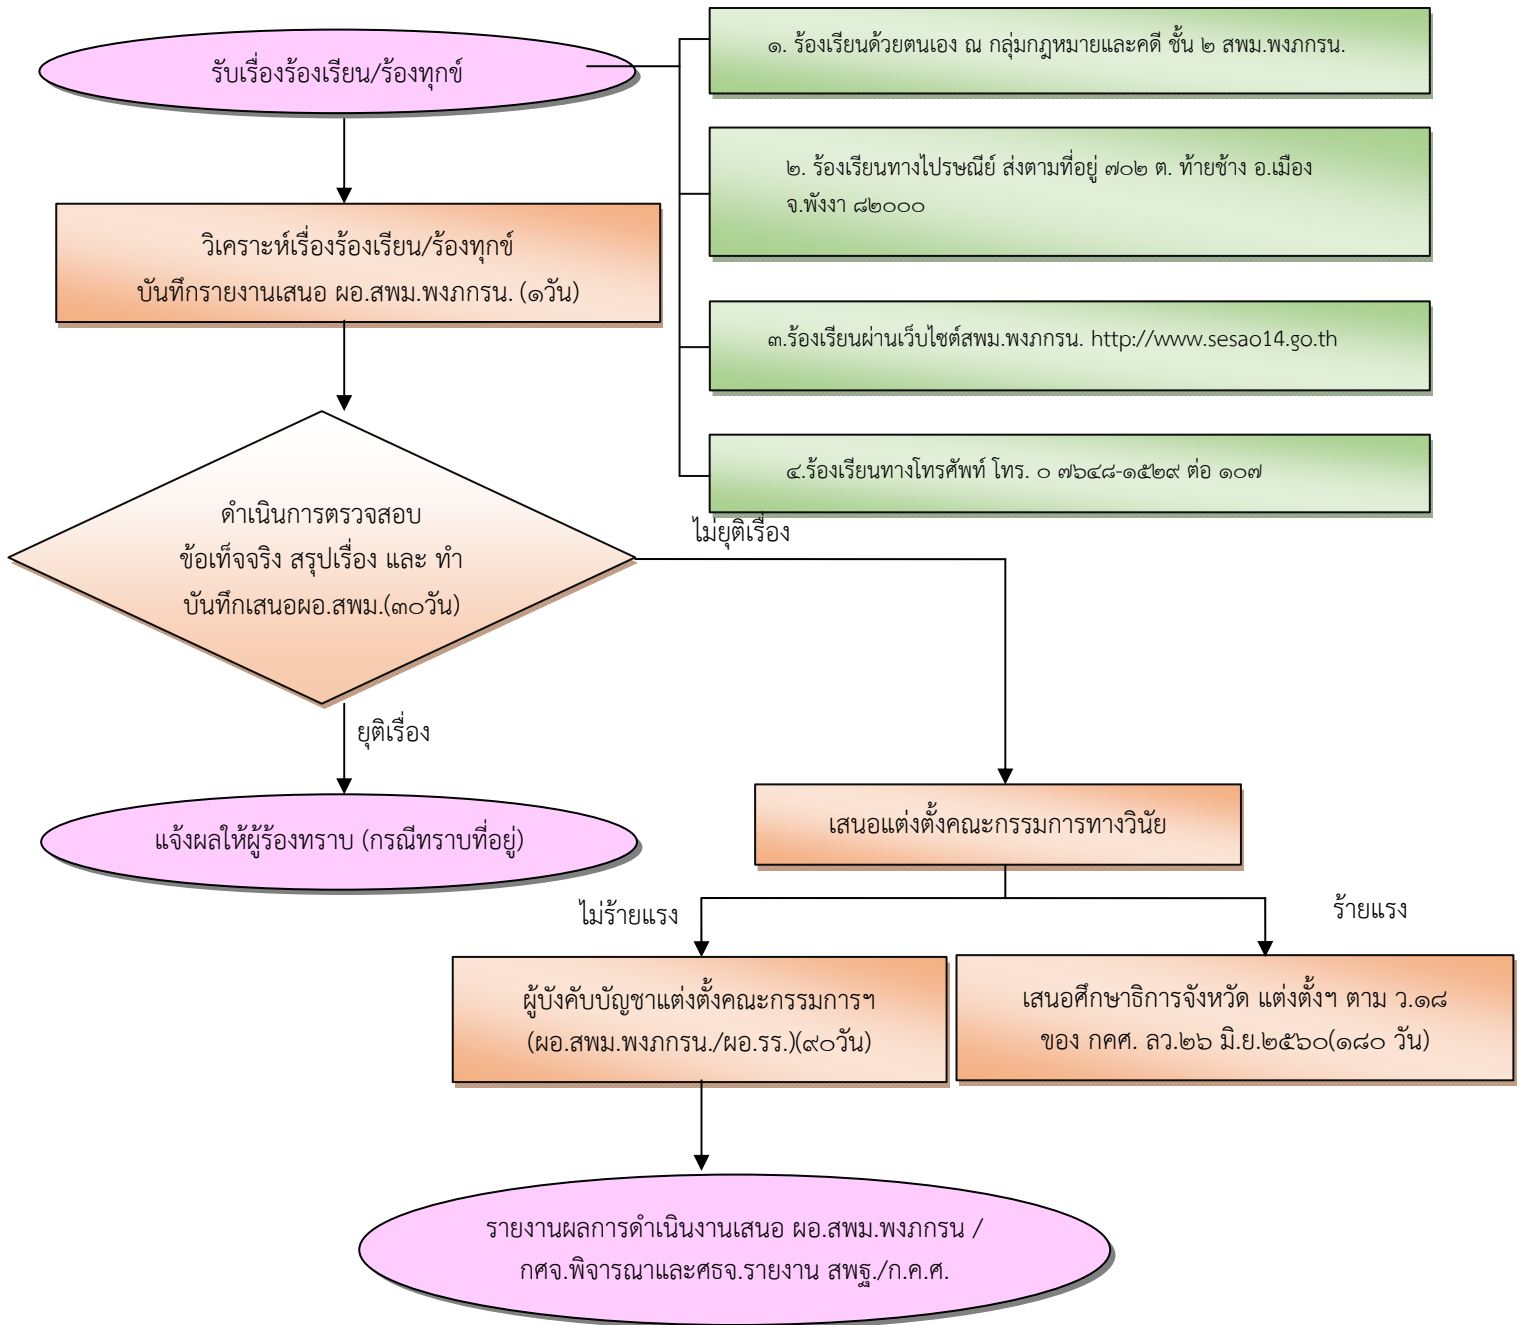 รับเรื่องร้องเรียน/ร้องทุกข์
๑. ร้องเรียนด้วยตนเอง ณ กลุ่มกฎหมายและคดี ชั้น ๒ สพม.พงภกรน.
๒. ร้องเรียนทางไปรษณีย์ ส่งตามที่อยู่ ๗๐๒ ต. ท้ายช้าง อ.เมือง
จ.พังงา ๘๒๐๐๐
๓.ร้องเรียนผ่านเว็บไซต์สพม.พงภกรน. http://www.sesao14.go.th
๔.ร้องเรียนทางโทรศัพท์ โทร. ๐ ๗๖๔๘-๑๕๒๙ ต่อ ๑๐๗
วิเคราะห์เรื่องร้องเรียน/ร้องทุกข์
บันทึกรายงานเสนอ ผอ.สพม.พงภกรน. (๑วัน)
ดำเนินการตรวจสอบ
ข้อเท็จจริง สรุปเรื่อง และ ทำ
บันทึกเสนอผอ.สพม.(๓๐วัน)
ไม่ยุติเรื่อง
ยุติเรื่อง
แจ้งผลให้ผู้ร้องทราบ (กรณีทราบที่อยู่)
เสนอแต่งตั้งคณะกรรมการทางวินัย
ไม่ร้ายแรง
ร้ายแรง
ผู้บังคับบัญชาแต่งตั้งคณะกรรมการฯ
(ผอ.สพม.พงภกรน./ผอ.รร.)(๙๐วัน)
เสนอศึกษาธิการจังหวัด แต่งตั้งฯ ตาม ว.๑๘
ของ กคศ. ลว.๒๖ มิ.ย.๒๕๖๐(๑๘๐ วัน)
รายงานผลการดำเนินงานเสนอ ผอ.สพม.พงภกรน /
กศจ.พิจารณาและศธจ.รายงาน สพฐ./ก.ค.ศ.